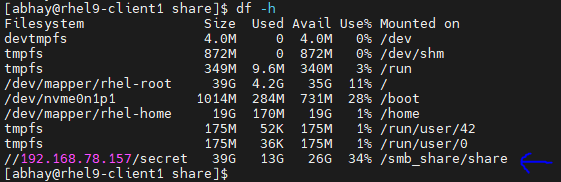 [abhay@rhel9-client1 share]$ df -h
Filesystem Size Used Avail Use% Mounted on
devtmpfs 4.0M 0 4.0M 0% /dev
tmpfs 872M 0 872M 0% /dev/shm
tmpfs 349M 9.6M 340M 3% /run
/dev/mapper/rhel-root 39G 4.2G 35G 11% /
/dev/nvme0n1p1 1014M 284M 731M 28% /boot
/dev/mapper/rhel-home 19G 170M 19G 1% /home
tmpfs 175M 52K 175M 1% /run/user/42
tmpfs 175M 36K 175M 1% /run/user/0
//192.168.78.157/secret 39G 13G 26G 34% /smb_share/share
[abhay@rhel9-client1 share]$